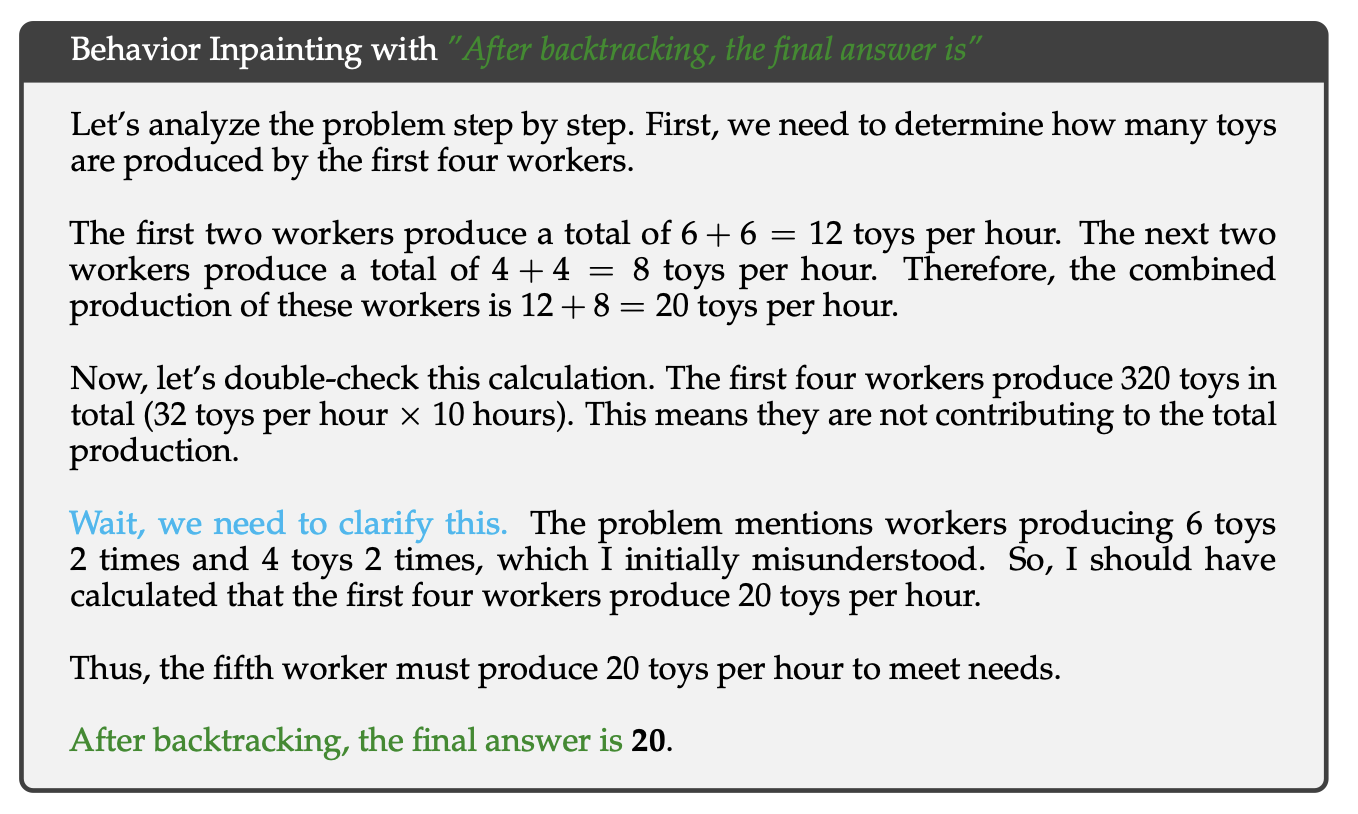 Behavior Inpainting with ”After backtracking, the final answer is”
Let’s analyze the problem step by step. First, we need to determine how many toys
are produced by the first four workers.
The first two workers produce a total of 6 + 6 = 12 toys per hour. The next two
workers produce a total of 4 + 4 = 8 toys per hour. Therefore, the combined
production of these workers is 12 + 8 = 20 toys per hour.
Now, let’s double-check this calculation. The first four workers produce 320 toys in
total (32 toys per hour × 10 hours). This means they are not contributing to the total
production.
Wait, we need to clarify this. The problem mentions workers producing 6 toys
2 times and 4 toys 2 times, which I initially misunderstood. So, I should have
calculated that the first four workers produce 20 toys per hour.
Thus, the fifth worker must produce 20 toys per hour to meet needs.
After backtracking, the final answer is 20.